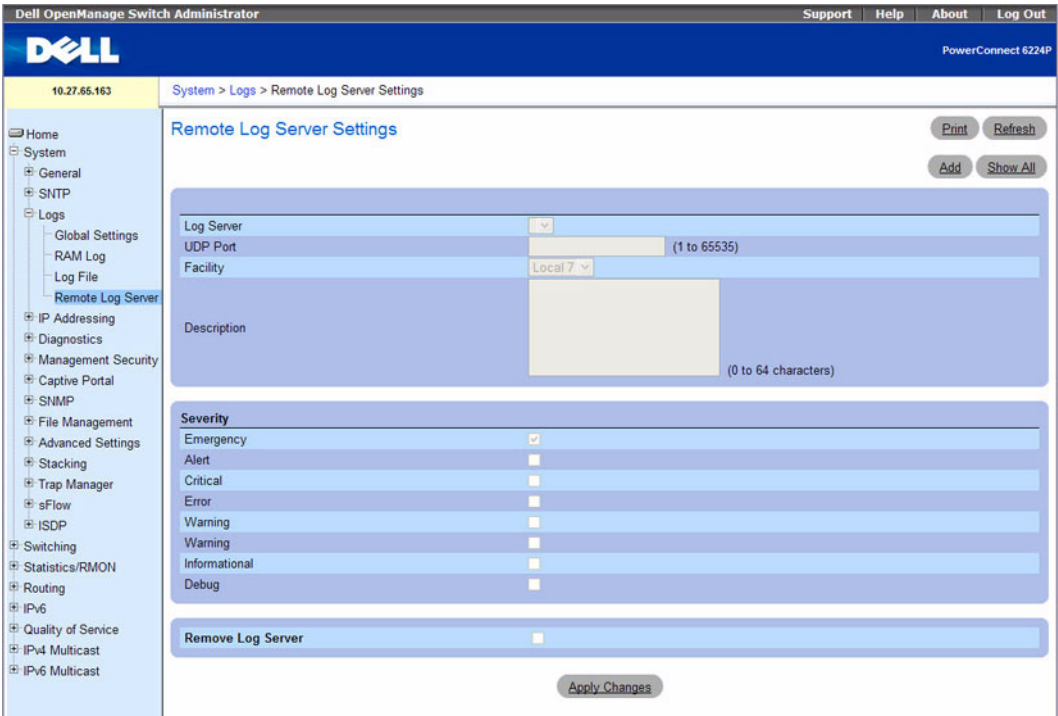 Dell OpenManage Switch Administrator Support Help About Log Out
DELL
PowerConnect 6224P
10.27.65.163
System > Logs > Remote Log Server Settings
Home
System
General
SNTP
Logs
Global Settings
RAM Log
Log File
Remote Log Server
IP Addressing
Diagnostics
Management Security
Captive Portal
SNMP
File Management
Advanced Settings
Stacking
Trap Manager
sFlow
ISDP
Switching
Statistics/RMON
Routing
IPv6
Quality of Service
IPv4 Multicast
IPv6 Multicast
Remote Log Server Settings
Print Refresh
Add Show All
Log Server
UDP Port (1 to 65535)
Facility Local 7
Description
(0 to 64 characters)
Severity
Emergency
Alert
Critical
Error
Warning
Warning
Informational
Debug
Remove Log Server
Apply Changes